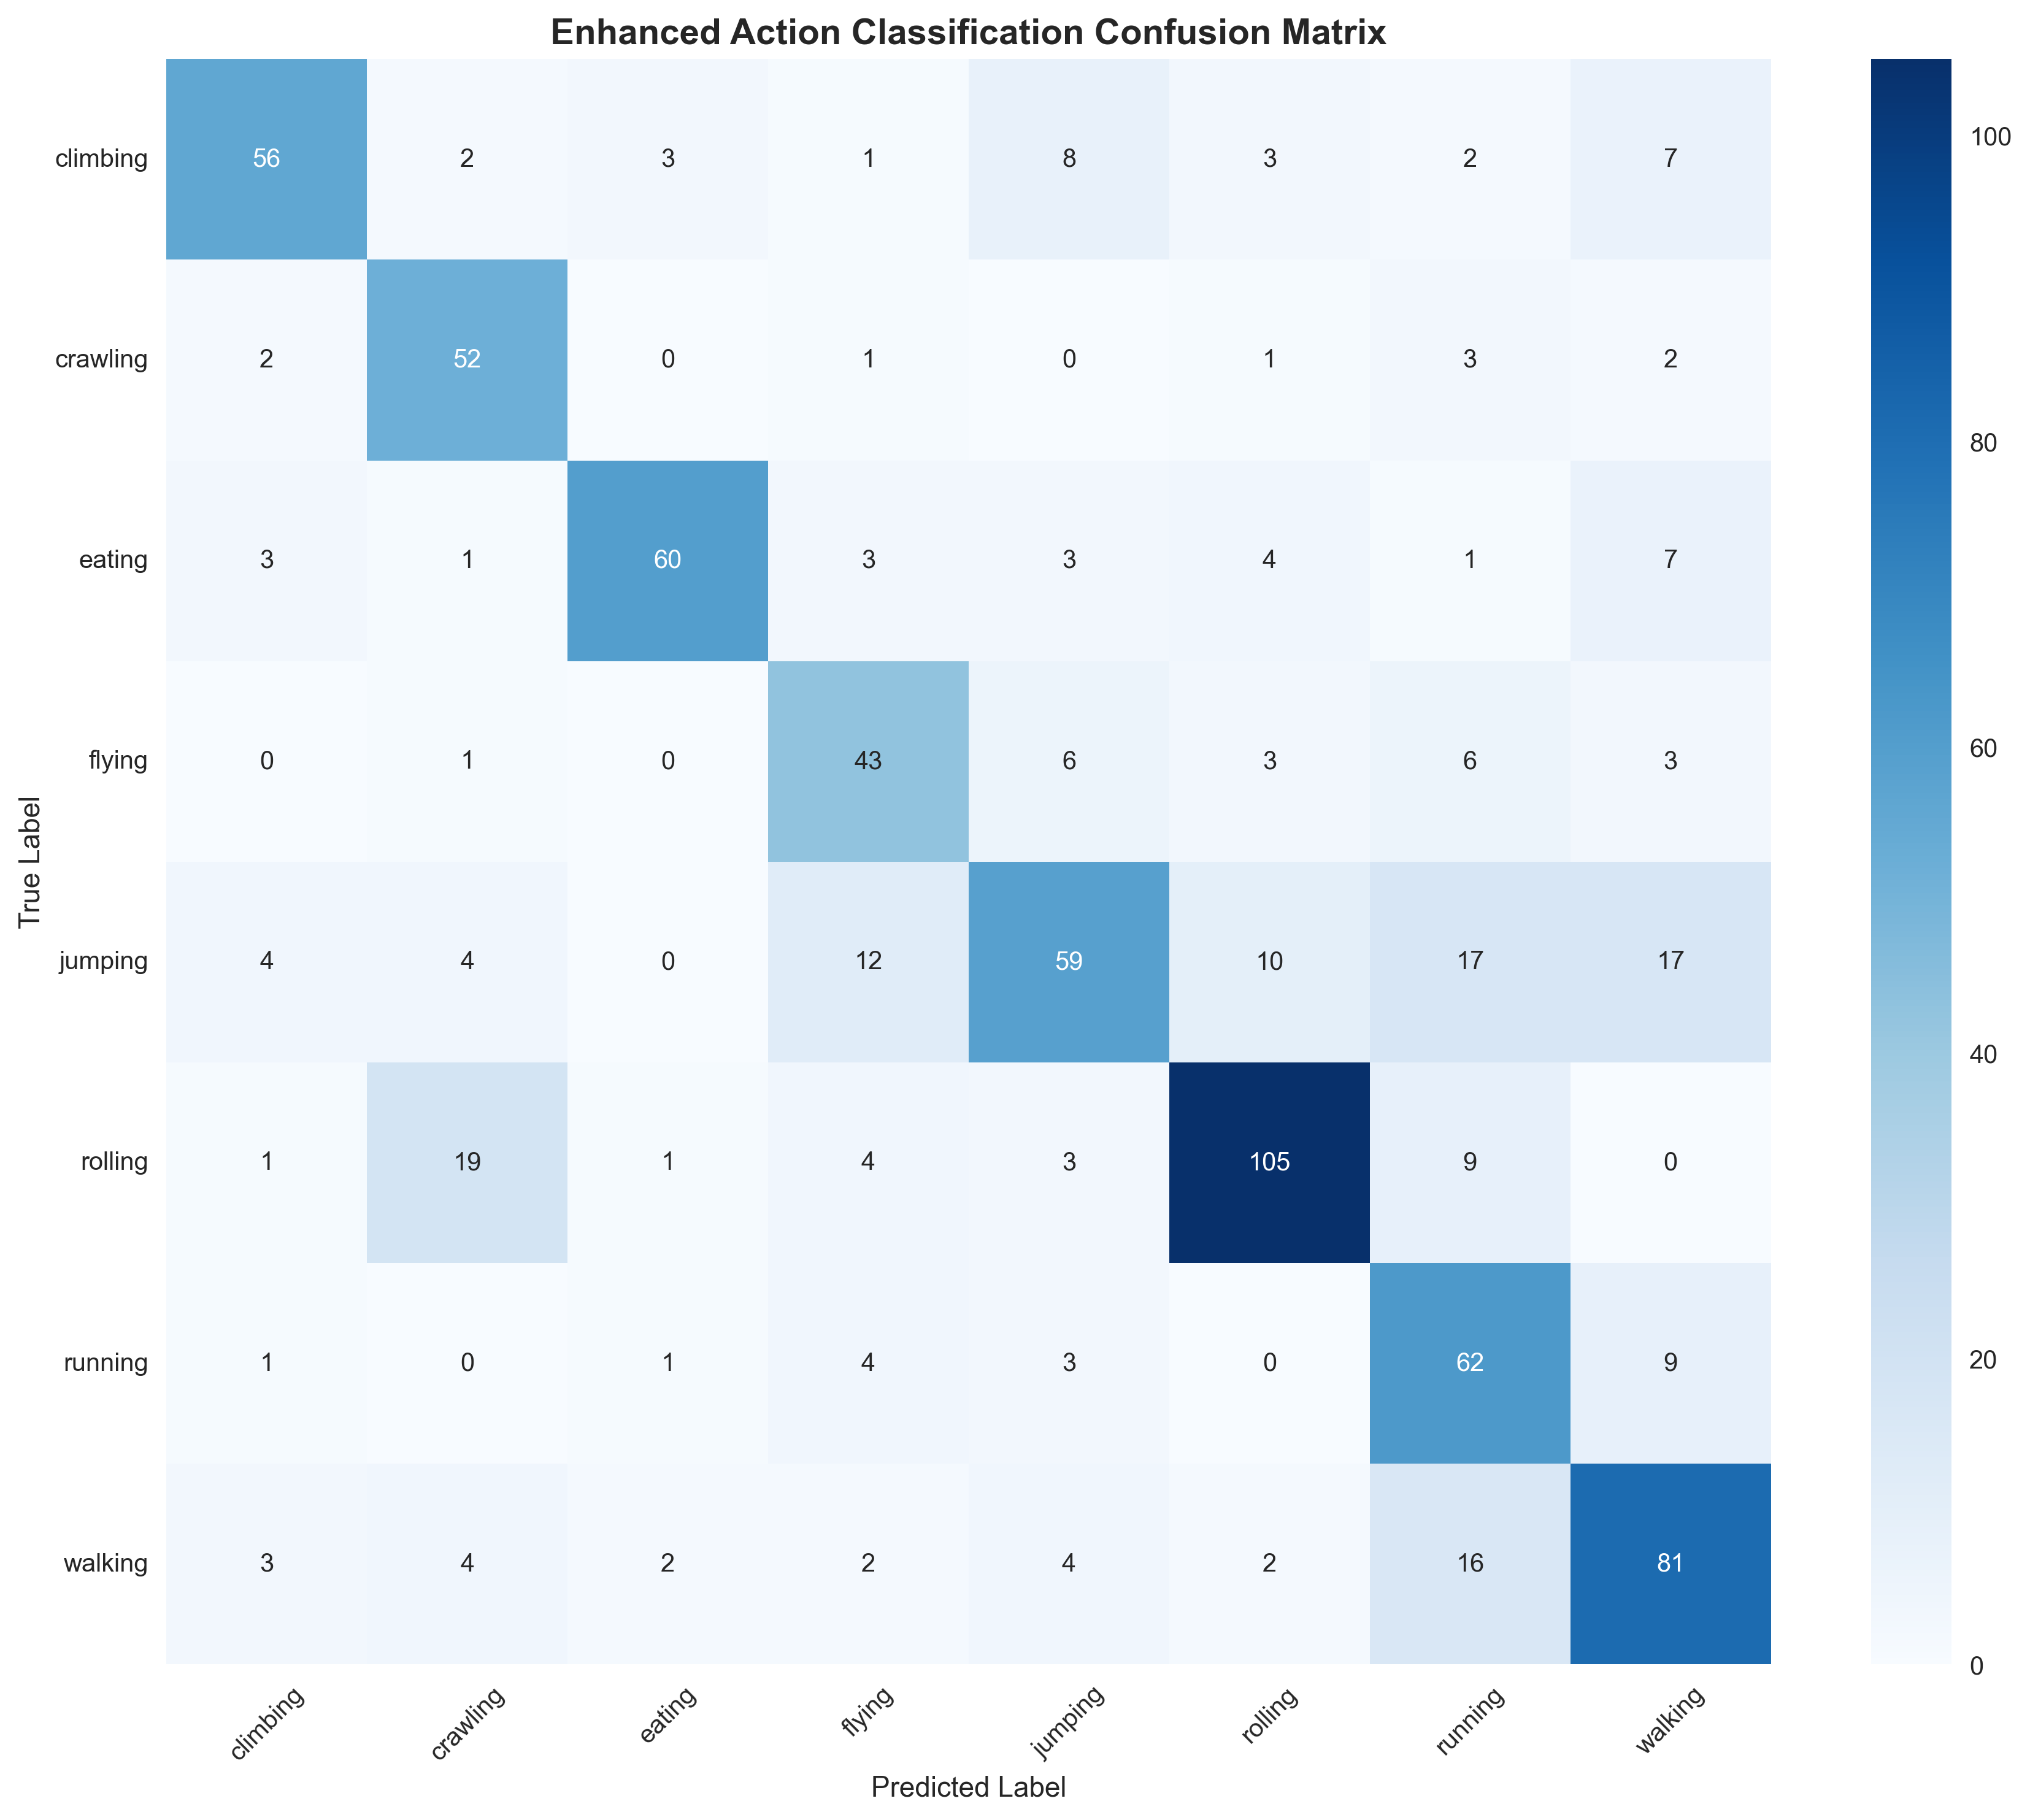 Enhanced Action Classification Confusion Matrix
climbing 56 2 3 1 8 3 2 7
crawling 2 52 0 1 0 1 3 2
eating 3 1 60 3 3 4 1 7
flying 0 1 0 43 6 3 6 3
jumping 4 4 0 12 59 10 17 17
rolling 1 19 1 4 3 105 9 0
running 1 0 1 4 3 0 62 9
walking 3 4 2 2 4 2 16 81
True Label
climbing crawling eating flying jumping rolling running walking
Predicted Label
100
80
60
40
20
0